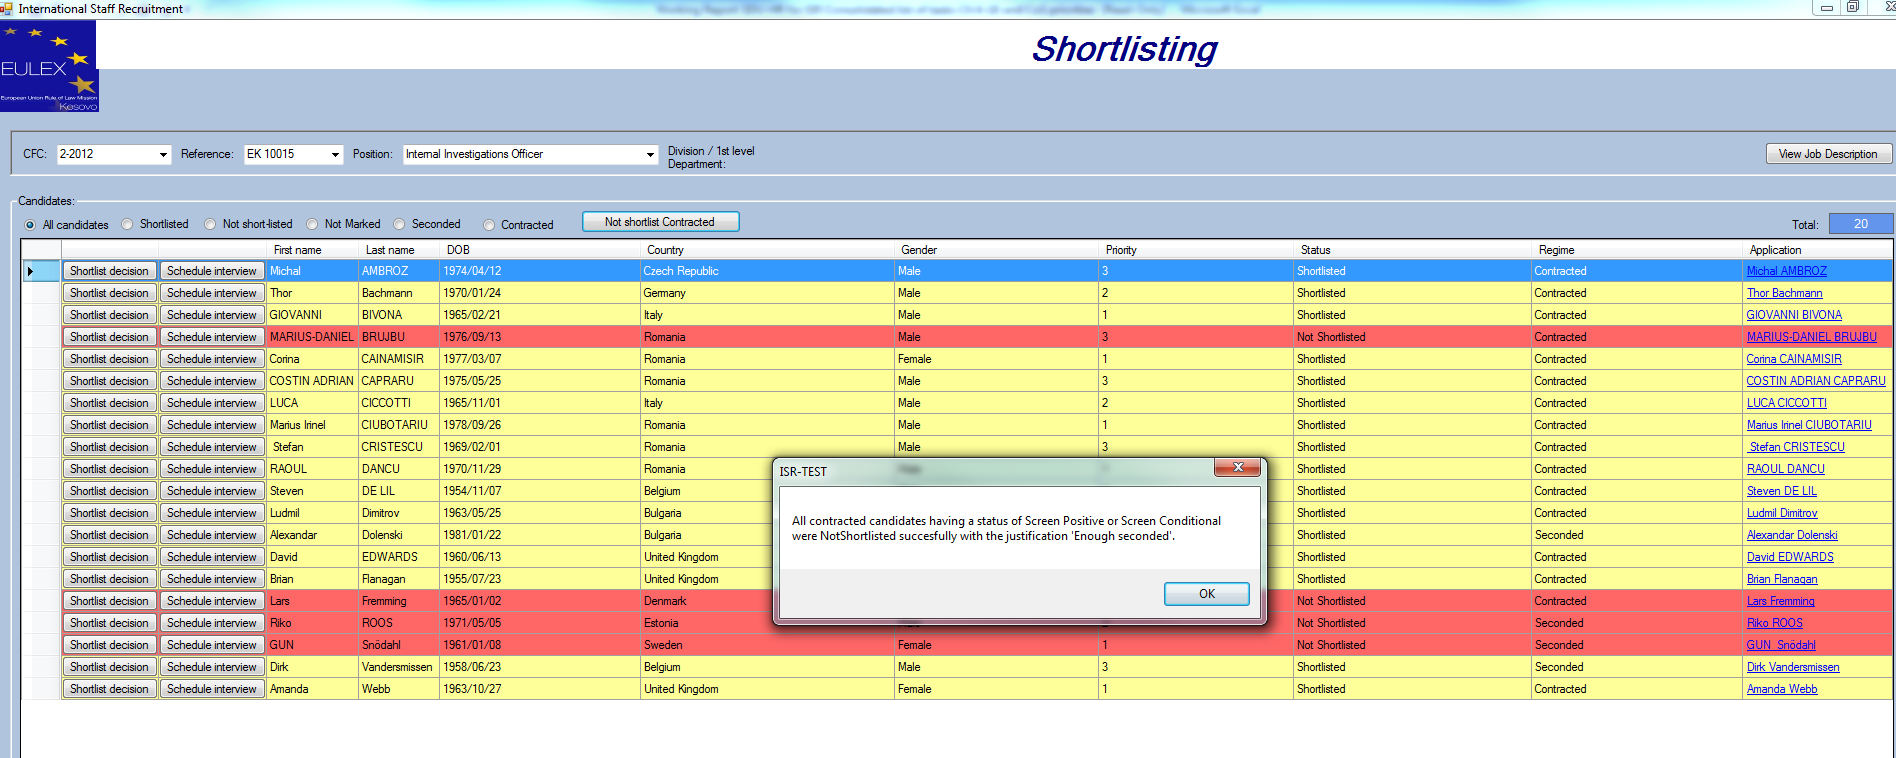 International Staff Recruitment
Shortlisting
EULEX
European Union Rule of Law Mission
Kosovo
CFC: 2-2012 Reference: EK 10015 Position: Internal Investigations Officer Division / 1st level Department: View Job Description
Candidates:
All candidates Shortlisted Not short-listed Not Marked Seconded Contracted Not shortlist Contracted Total: 20
First name Last name DOB Country Gender Priority Status Regime Application
Shortlist decision Schedule interview Michal AMBROZ 1974/04/12 Czech Republic Male 3 Shortlisted Contracted Michal AMBROZ
Shortlist decision Schedule interview Thor Bachmann 1970/01/24 Germany Male 2 Shortlisted Contracted Thor Bachmann
Shortlist decision Schedule interview GIOVANNI BIVONA 1965/02/21 Italy Male 1 Shortlisted Contracted GIOVANNI BIVONA
Shortlist decision Schedule interview MARIUS-DANIEL BRUJBU 1976/09/13 Romania Male 3 Not Shortlisted Contracted MARIUS-DANIEL BRUJBU
Shortlist decision Schedule interview Corina CAINAMISIR 1977/03/07 Romania Female 1 Shortlisted Contracted Corina CAINAMISIR
Shortlist decision Schedule interview COSTIN ADRIAN CAPRARU 1975/05/25 Romania Male 3 Shortlisted Contracted COSTIN ADRIAN CAPRARU
Shortlist decision Schedule interview LUCA CICCOTTI 1965/11/01 Italy Male 2 Shortlisted Contracted LUCA CICCOTTI
Shortlist decision Schedule interview Marius Irinel CIUBOTARIU 1978/09/26 Romania Male 1 Shortlisted Contracted Marius Irinel CIUBOTARIU
Shortlist decision Schedule interview Stefan CRISTESCU 1969/02/01 Romania Male 3 Shortlisted Contracted Stefan CRISTESCU
Shortlist decision Schedule interview RAOUL DANCU 1970/11/29 Romania Shortlisted Contracted RAOUL DANCU
Shortlist decision Schedule interview Steven DE LIL 1954/11/07 Belgium Shortlisted Contracted Steven DE LIL
Shortlist decision Schedule interview Ludmil Dimitrov 1963/05/25 Bulgaria Shortlisted Contracted Ludmil Dimitrov
Shortlist decision Schedule interview Alexandar Dolenski 1981/01/22 Bulgaria Shortlisted Seconded Alexandar Dolenski
Shortlist decision Schedule interview David EDWARDS 1960/06/13 United Kingdom Shortlisted Contracted David EDWARDS
Shortlist decision Schedule interview Brian Flanagan 1955/07/23 United Kingdom Shortlisted Contracted Brian Flanagan
Shortlist decision Schedule interview Lars Fremming 1965/01/02 Denmark Not Shortlisted Contracted Lars Fremming
Shortlist decision Schedule interview Riko ROOS 1971/05/05 Estonia Not Shortlisted Seconded Riko ROOS
Shortlist decision Schedule interview GUN Snödahl 1961/01/08 Sweden Female 1 Not Shortlisted Seconded GUN Snödahl
Shortlist decision Schedule interview Dirk Vandersmissen 1958/06/23 Belgium Male 3 Shortlisted Seconded Dirk Vandersmissen
Shortlist decision Schedule interview Amanda Webb 1963/10/27 United Kingdom Female 1 Shortlisted Contracted Amanda Webb
ISR-TEST
All contracted candidates having a status of Screen Positive or Screen Conditional
were NotShortlisted succesfully with the justification 'Enough seconded'.
OK